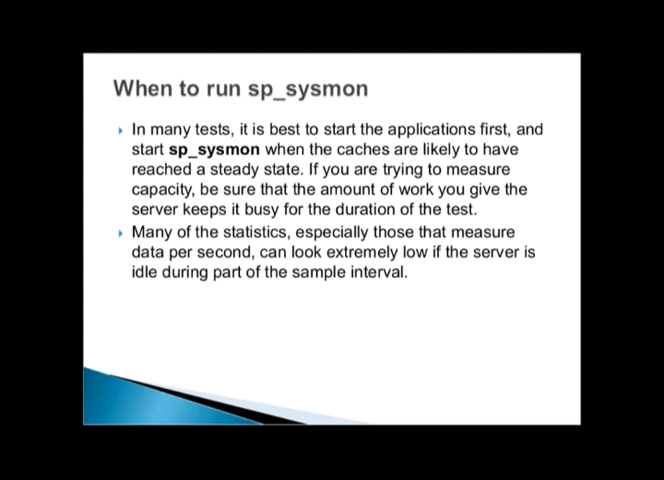 When to run sp_sysmon
In many tests, it is best to start the applications first, and
start sp_sysmon when the caches are likely to have
reached a steady state. If you are trying to measure
capacity, be sure that the amount of work you give the
server keeps it busy for the duration of the test.
Many of the statistics, especially those that measure
data per second, can look extremely low if the server is
idle during part of the sample interval.